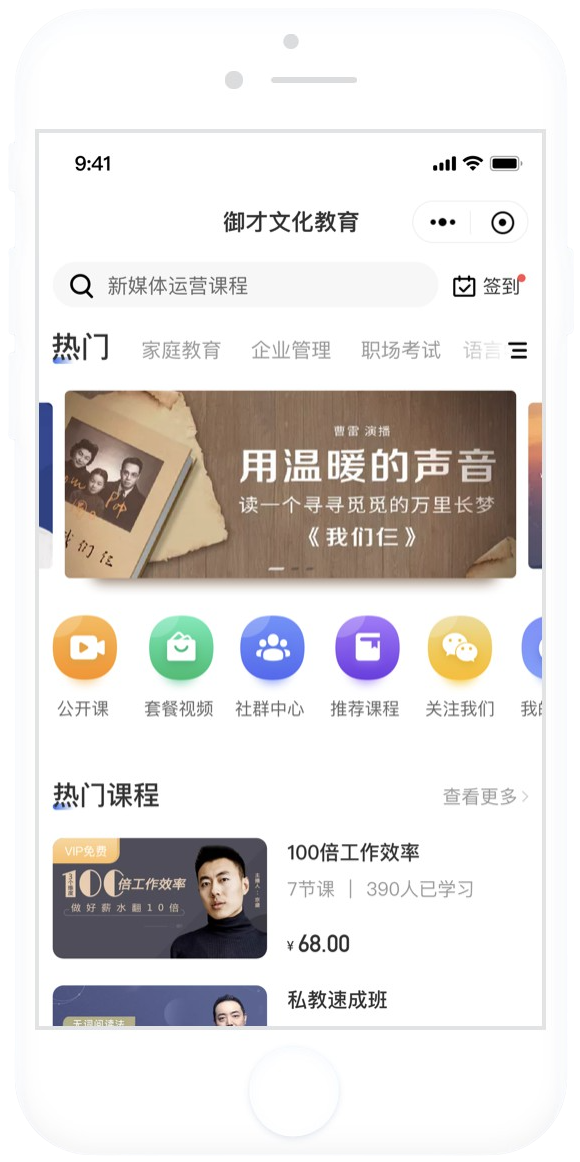 9:41
御才文化教育
新媒体运营课程
签到
热门 家庭教育 企业管理 职场考试 语言
曹雷 演播
用温暖的声音
读一个寻寻觅觅的万里长梦
《我们仨》
我们仨
公开课 套餐视频 社群中心 推荐课程 关注我们 我的
热门课程 查看更多
VIP免费
100倍工作效率
做好薪水翻10倍
100倍工作效率
7节课 | 390人已学习
¥ 68.00
私教速成班